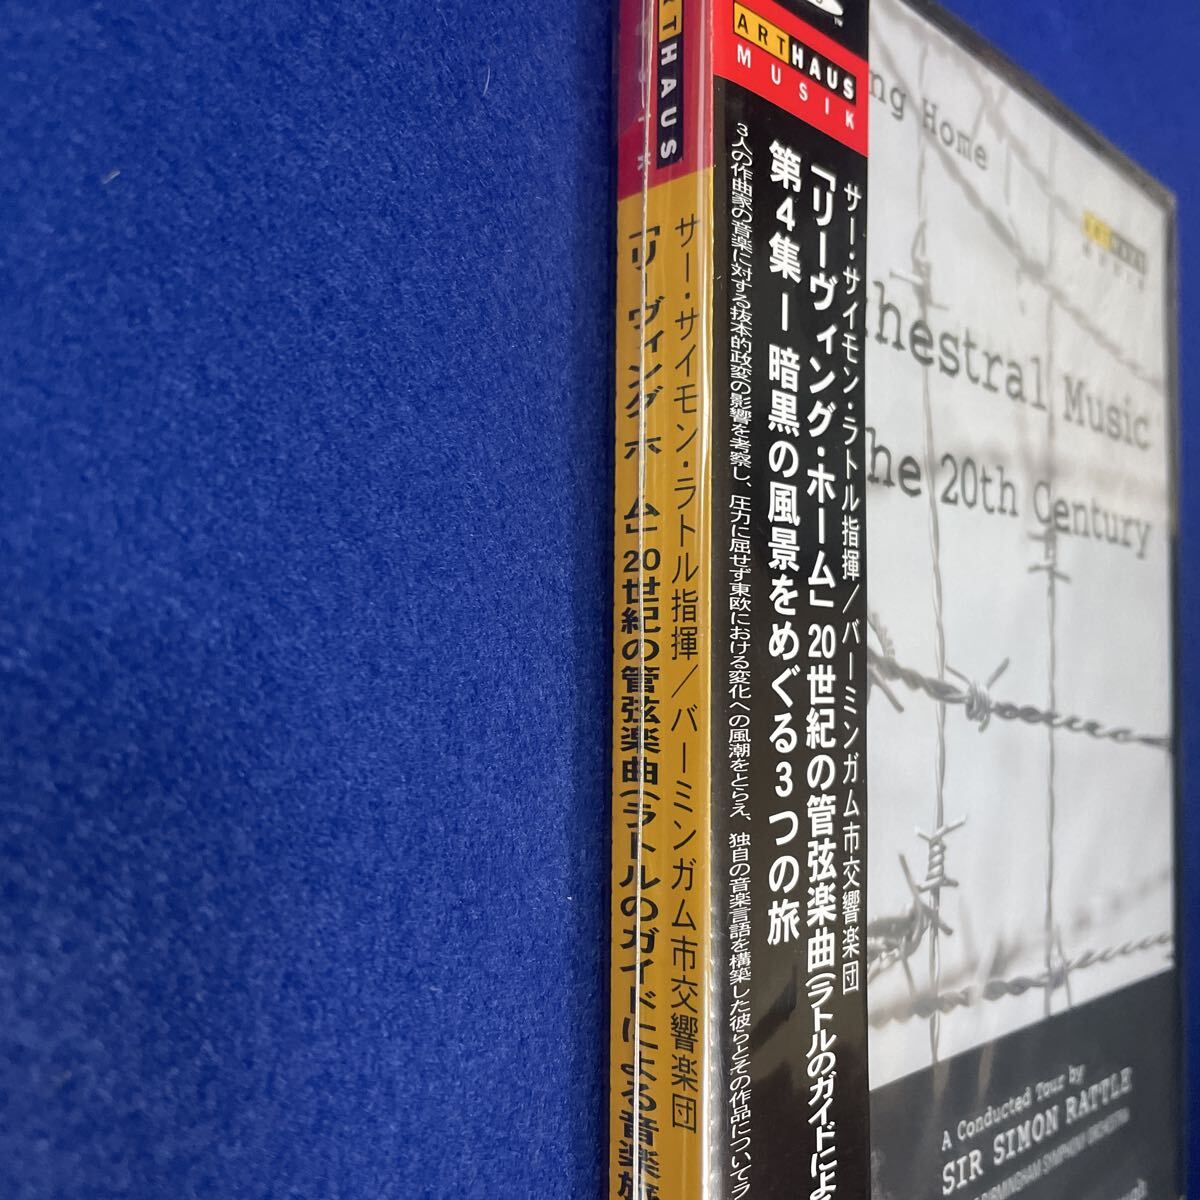 ARTHAUS
サー・サイモン・ラトル指揮/バーミンガム市交響楽団
「リーヴィング・ホーム」20世紀の管弦楽曲(ラトルのガイドによる音楽旅
ARTHAUS
MUSIK
サー・サイモン・ラトル指揮/バーミンガム市交響楽団
「リーヴィング・ホーム」20世紀の管弦楽曲(ラトルのガイドによ
第4集-暗黒の風景をめぐる3つの旅
3人の作曲家の音楽に対する抜本的政変の影響を考察し、圧力に屈せず東欧における変化への風潮をとらえ、独自の音楽言語を構築した彼らとその作品についてラ
ng Home
ARTHAUS
MUSIK
hestral Music
he 20th Century
A Conducted Tour by
SIR SIMON RATTLE
RMINGHAM SYMPHONY ORCHESTRA